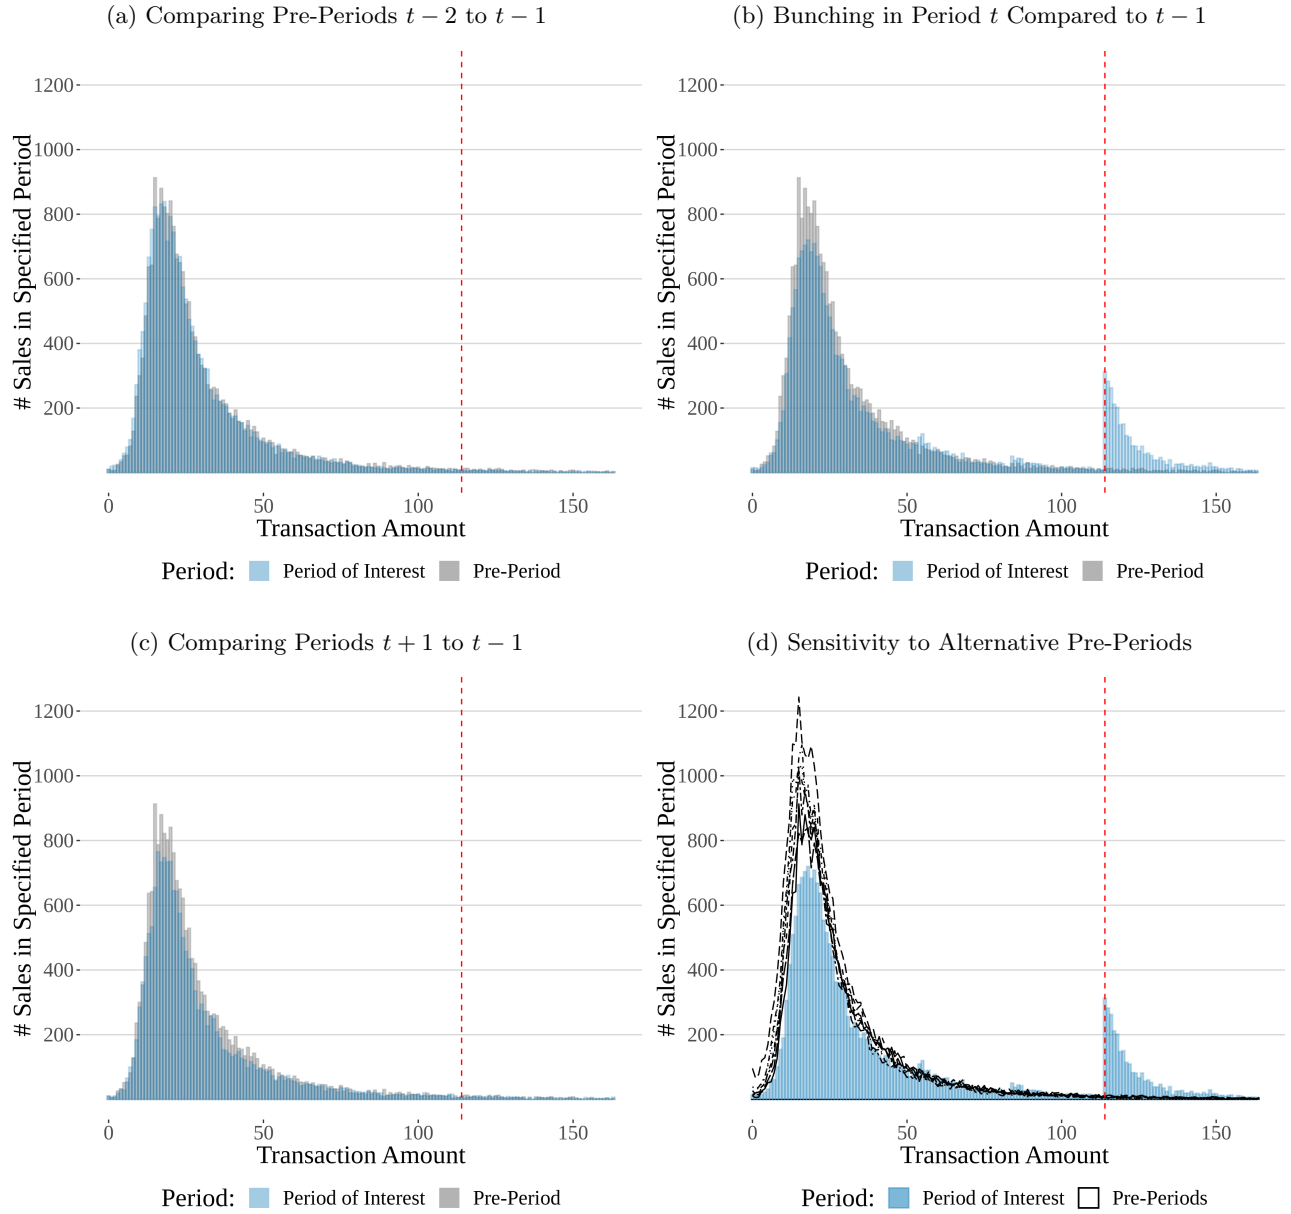 (a) Comparing Pre-Periods t − 2 to t − 1
# Sales in Specified Period
1200
1000
800
600
400
200
0 50 100 150
Transaction Amount
Period: Period of Interest Pre-Period
(b) Bunching in Period t Compared to t − 1
# Sales in Specified Period
1200
1000
800
600
400
200
0 50 100 150
Transaction Amount
Period: Period of Interest Pre-Period
(c) Comparing Periods t + 1 to t − 1
# Sales in Specified Period
1200
1000
800
600
400
200
0 50 100 150
Transaction Amount
Period: Period of Interest Pre-Period
(d) Sensitivity to Alternative Pre-Periods
# Sales in Specified Period
1200
1000
800
600
400
200
0 50 100 150
Transaction Amount
Period: Period of Interest Pre-Periods